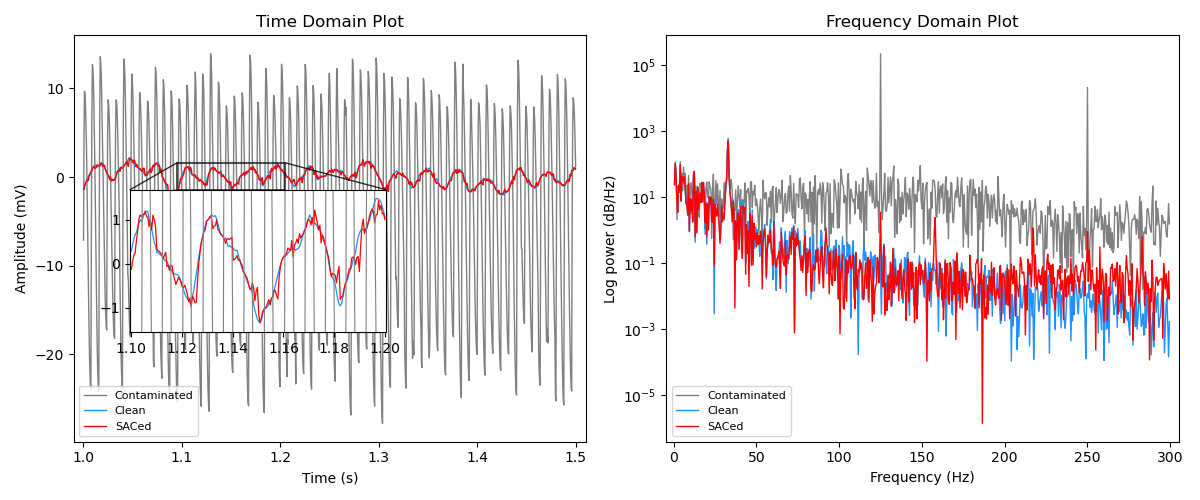 Time Domain Plot
Amplitude (mV)
10
0
−10
−20
1
0
−1
1.10 1.12 1.14 1.16 1.18 1.20
Contaminated
Clean
SACed
1.0 1.1 1.2 1.3 1.4 1.5
Time (s)
Frequency Domain Plot
Log power (dB/Hz)
10^5
10^3
10^1
10^−1
10^−3
10^−5
Contaminated
Clean
SACed
0 50 100 150 200 250 300
Frequency (Hz)